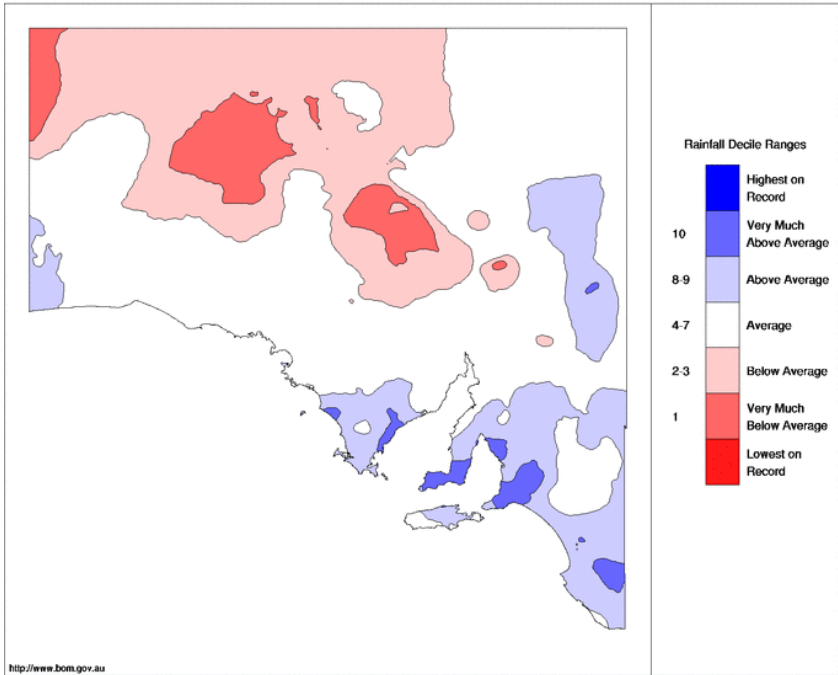 Rainfall Decile Ranges
Highest on
Record
10
Very Much
Above Average
8-9
Above Average
4-7
Average
2-3
Below Average
1
Very Much
Below Average
Lowest on
Record
http://www.bom.gov.au